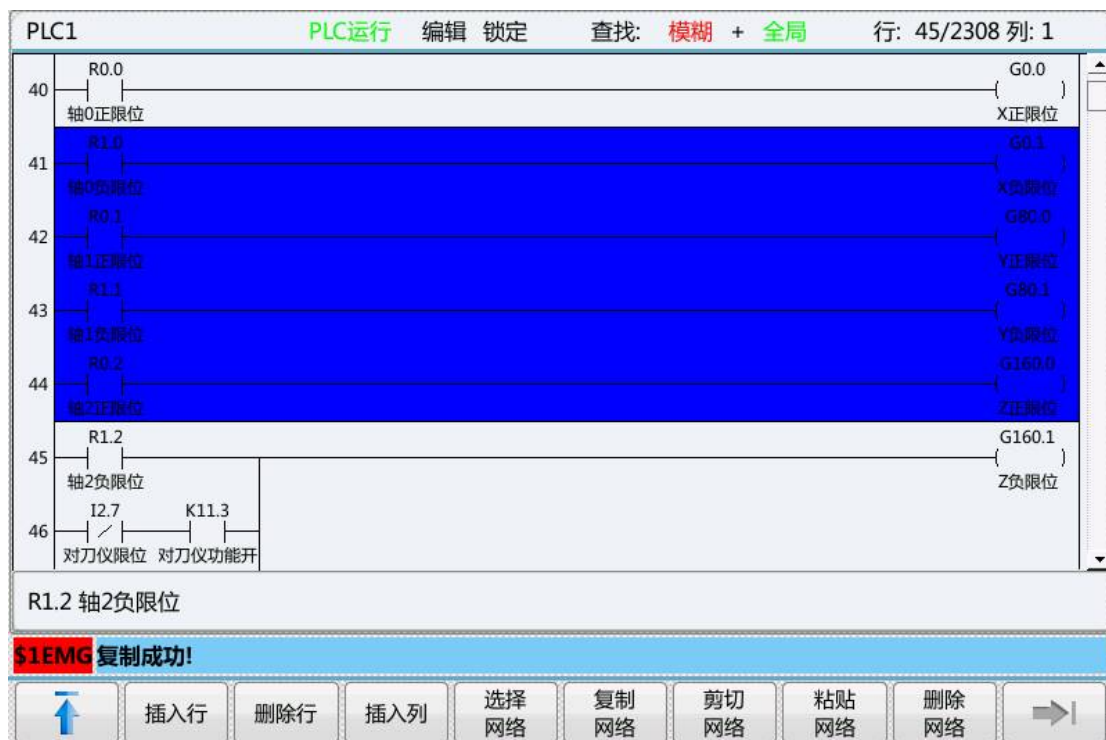 PLC1 PLC运行 编辑 锁定 查找: 模糊 + 全局 行: 45/2308 列: 1
R0.0 G0.0
40
轴0正限位 X正限位
R1.0 G0.1
41
轴0负限位 X负限位
R0.1 G80.0
42
轴1正限位 Y正限位
R1.1 G80.1
43
轴1负限位 Y负限位
R0.2 G160.0
44
轴2正限位 Z正限位
R1.2 G160.1
45
轴2负限位 Z负限位
I2.7 K11.3
46
对刀仪限位 对刀仪功能开
R1.2 轴2负限位
$1EMG 复制成功!
插入行 删除行 插入列 选择网络 复制网络 剪切网络 粘贴网络 删除网络